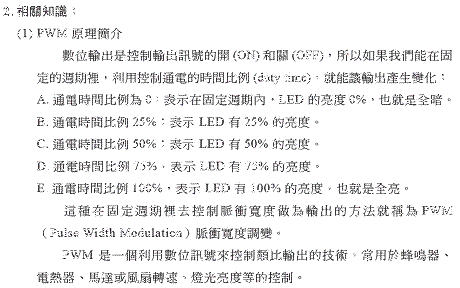 2. 相關知識：
(1) PWM 原理簡介
數位輸出是控制輸出訊號的開 (ON) 和關 (OFF)，所以如果我們能在固
定的週期裡，利用控制通電的時間比例 (duty time)，就能讓輸出產生變化：
A. 通電時間比例為 0：表示在固定週期內，LED 的亮度 0%，也就是全暗。
B. 通電時間比例 25%：表示 LED 有 25% 的亮度。
C. 通電時間比例 50%：表示 LED 有 50% 的亮度。
D. 通電時間比例 75%，表示 LED 有 75% 的亮度。
E. 通電時間比例 100%，表示 LED 有 100% 的亮度，也就是全亮。
這種在固定週期裡去控制脈衝寬度做為輸出的方法就稱為 PWM
（Pulse Width Modulation）脈衝寬度調變。
PWM 是一個利用數位訊號來控制類比輸出的技術，常用於蜂鳴器、
電熱器、馬達或風扇轉速、燈光亮度等的控制。